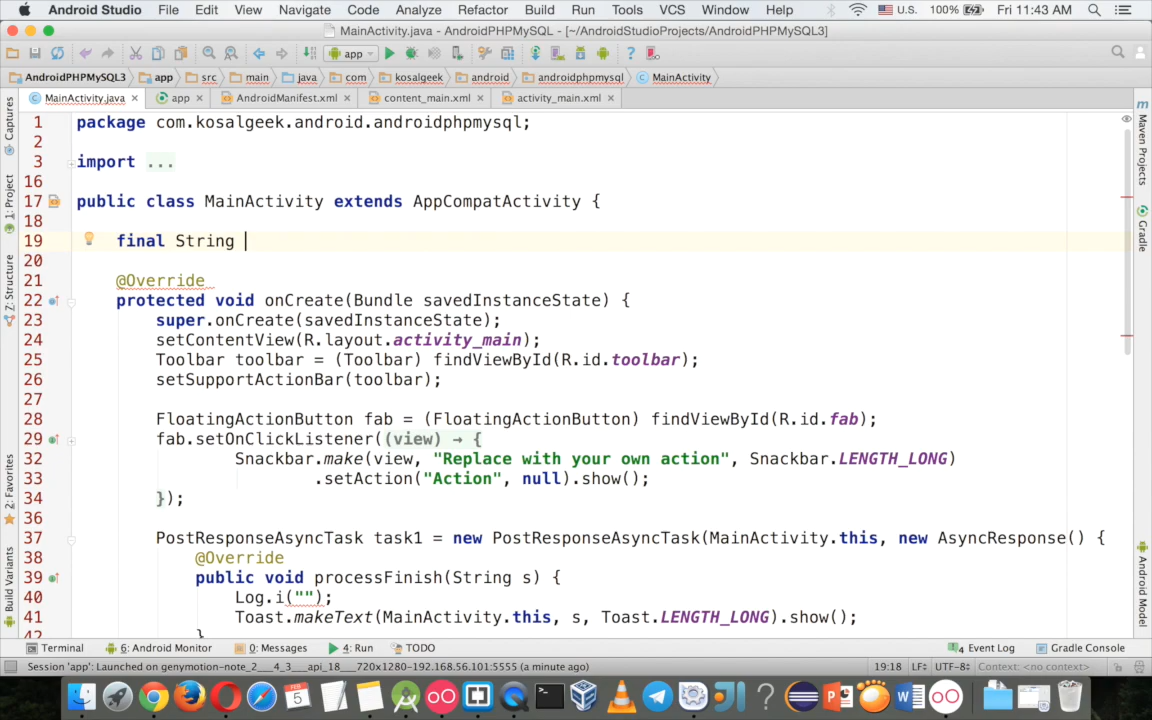 Android Studio File Edit View Navigate Code Analyze Refactor Build Run Tools VCS Window Help U.S. 100% Fri 11:43 AM
MainActivity.java - AndroidPHPMySQL - [~/AndroidStudioProjects/AndroidPHPMySQL3]
app
AndroidPHPMySQL3 app src main java com kosalgeek android androidphpmysql MainActivity
MainActivity.java app AndroidManifest.xml content_main.xml activity_main.xml
Captures
1: Project
7: Structure
2: Favorites
Build Variants
1 package com.kosalgeek.android.androidphpmysql;
2
3 import ...
16
17 public class MainActivity extends AppCompatActivity {
18
19 final String
20
21 @Override
22 protected void onCreate(Bundle savedInstanceState) {
23 super.onCreate(savedInstanceState);
24 setContentView(R.layout.activity_main);
25 Toolbar toolbar = (Toolbar) findViewById(R.id.toolbar);
26 setSupportActionBar(toolbar);
27
28 FloatingActionButton fab = (FloatingActionButton) findViewById(R.id.fab);
29 fab.setOnClickListener((view) → {
32 Snackbar.make(view, "Replace with your own action", Snackbar.LENGTH_LONG)
33 .setAction("Action", null).show();
34 });
36
37 PostResponseAsyncTask task1 = new PostResponseAsyncTask(MainActivity.this, new AsyncResponse() {
38 @Override
39 public void processFinish(String s) {
40 Log.i("");
41 Toast.makeText(MainActivity.this, s, Toast.LENGTH_LONG).show();
42 }
Maven Projects
Gradle
Android Model
Terminal 6: Android Monitor 0: Messages 4: Run TODO Event Log Gradle Console
Session 'app': Launched on genymotion-note_2___4_3___api_18___720x1280-192.168.56.101:5555 (a minute ago) 19:18 LF UTF-8 Context: <no context>
FEB
5